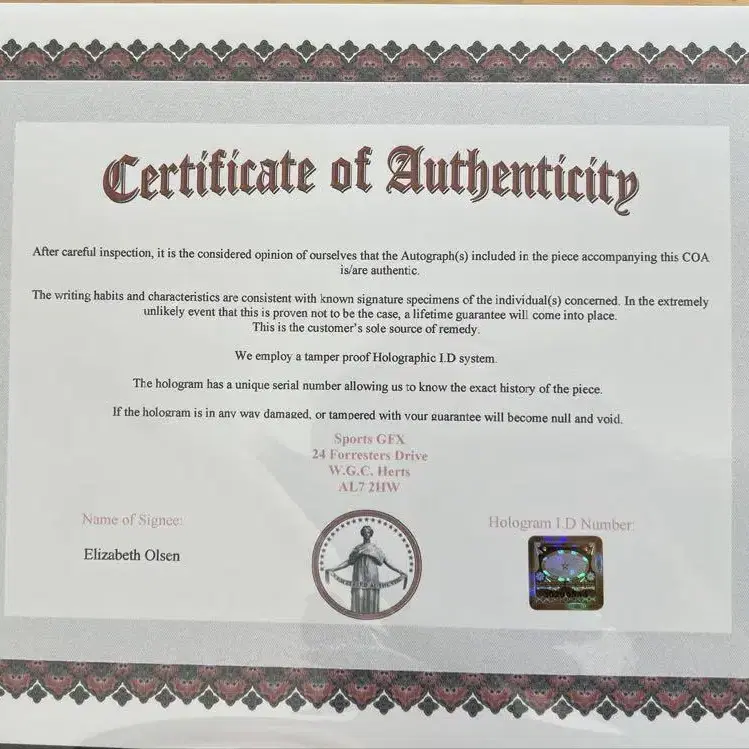 Certificate of Authenticity
After careful inspection, it is the considered opinion of ourselves that the Autograph(s) included in the piece accompanying this COA
is/are authentic.
The writing habits and characteristics are consistent with known signature specimens of the individual(s) concerned. In the extremely
unlikely event that this is proven not to be the case, a lifetime guarantee will come into place.
This is the customer's sole source of remedy.
We employ a tamper proof Holographic I.D system.
The hologram has a unique serial number allowing us to know the exact history of the piece.
If the hologram is in any way damaged, or tampered with your guarantee will become null and void.
Sports GFX
24 Forresters Drive
W.G.C. Herts
AL7 2HW
Name of Signee:
Hologram I.D Number:
Elizabeth Olsen